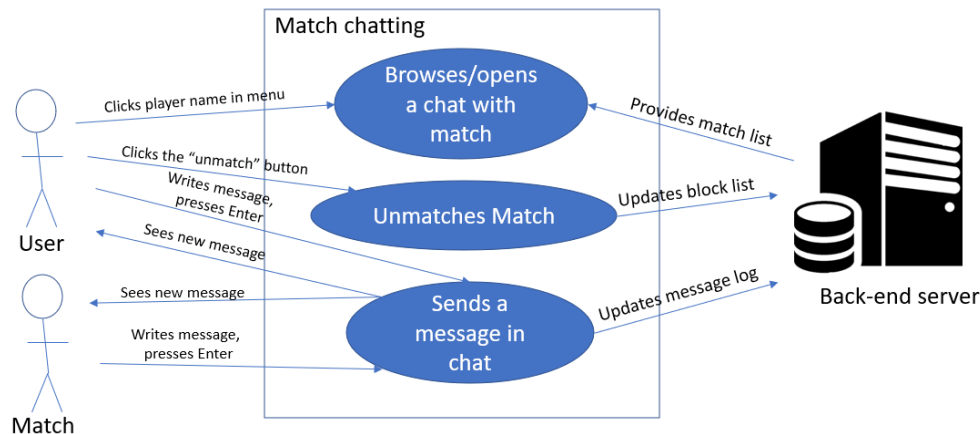 Match chatting
Browses/opens
a chat with
match
Clicks player name in menu
Provides match list
Clicks the “unmatch” button
Writes message,
presses Enter
Unmatches Match
Updates block list
User
Sees new message
Sees new message
Sends a
message in
chat
Updates message log
Back-end server
Writes message,
presses Enter
Match